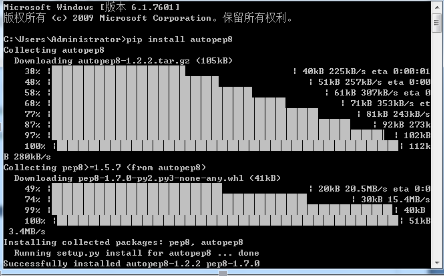 Microsoft Windows [版本 6.1.7601]
版权所有 (c) 2009 Microsoft Corporation。保留所有权利。
C:\Users\Administrator>pip install autopep8
Collecting autopep8
Downloading autopep8-1.2.2.tar.gz (105kB)
38% | | 40kB 225kB/s eta 0:00:01
48% | | 51kB 257kB/s eta 0:00:
58% | | 61kB 307kB/s eta 0
68% | | 71kB 353kB/s et
77% | | 81kB 243kB/s
87% | | 92kB 273k
97% | | 102kB
100% | | 112k
B 280kB/s
Collecting pep8>=1.5.7 (from autopep8)
Downloading pep8-1.7.0-py2.py3-none-any.whl (41kB)
49% | | 20kB 20.5MB/s eta 0:0
74% | | 30kB 15.4MB/s
99% | | 40kB
100% | | 51kB
3.4MB/s
Installing collected packages: pep8, autopep8
Running setup.py install for autopep8 ... done
Successfully installed autopep8-1.2.2 pep8-1.7.0